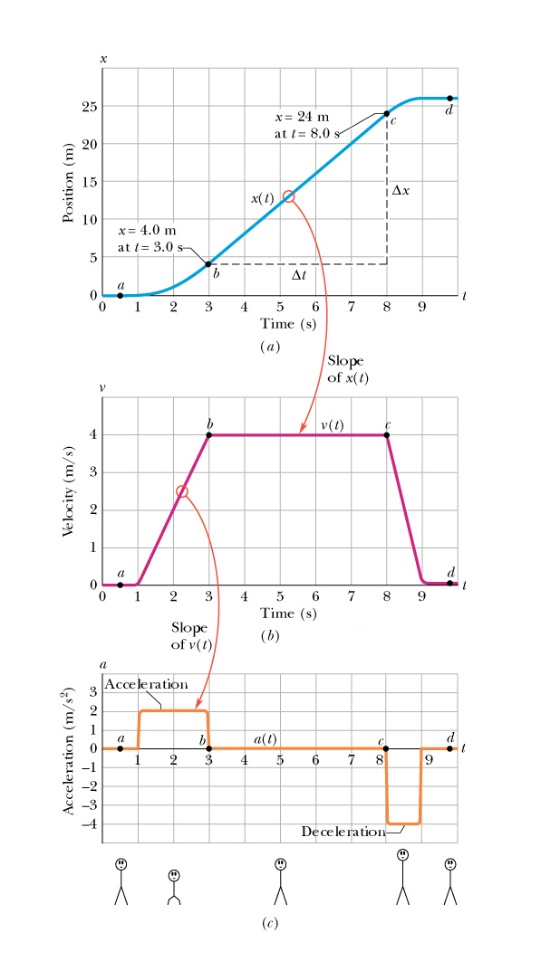 x
25
20
15
10
5
0
Position (m)
x = 24 m
at t = 8.0 s
x(t)
x = 4.0 m
at t = 3.0 s
a
b
c
d
Δx
Δt
0 1 2 3 4 5 6 7 8 9 t
Time (s)
(a)
Slope
of x(t)
v
4
3
2
1
0
Velocity (m/s)
a
b
v(t)
c
d
0 1 2 3 4 5 6 7 8 9 t
Time (s)
(b)
Slope
of v(t)
a
3
2
1
0
–1
–2
–3
–4
Acceleration (m/s²)
Acceleration
a
b
a(t)
c
d
1 2 3 4 5 6 7 8 9 t
Deceleration
(c)